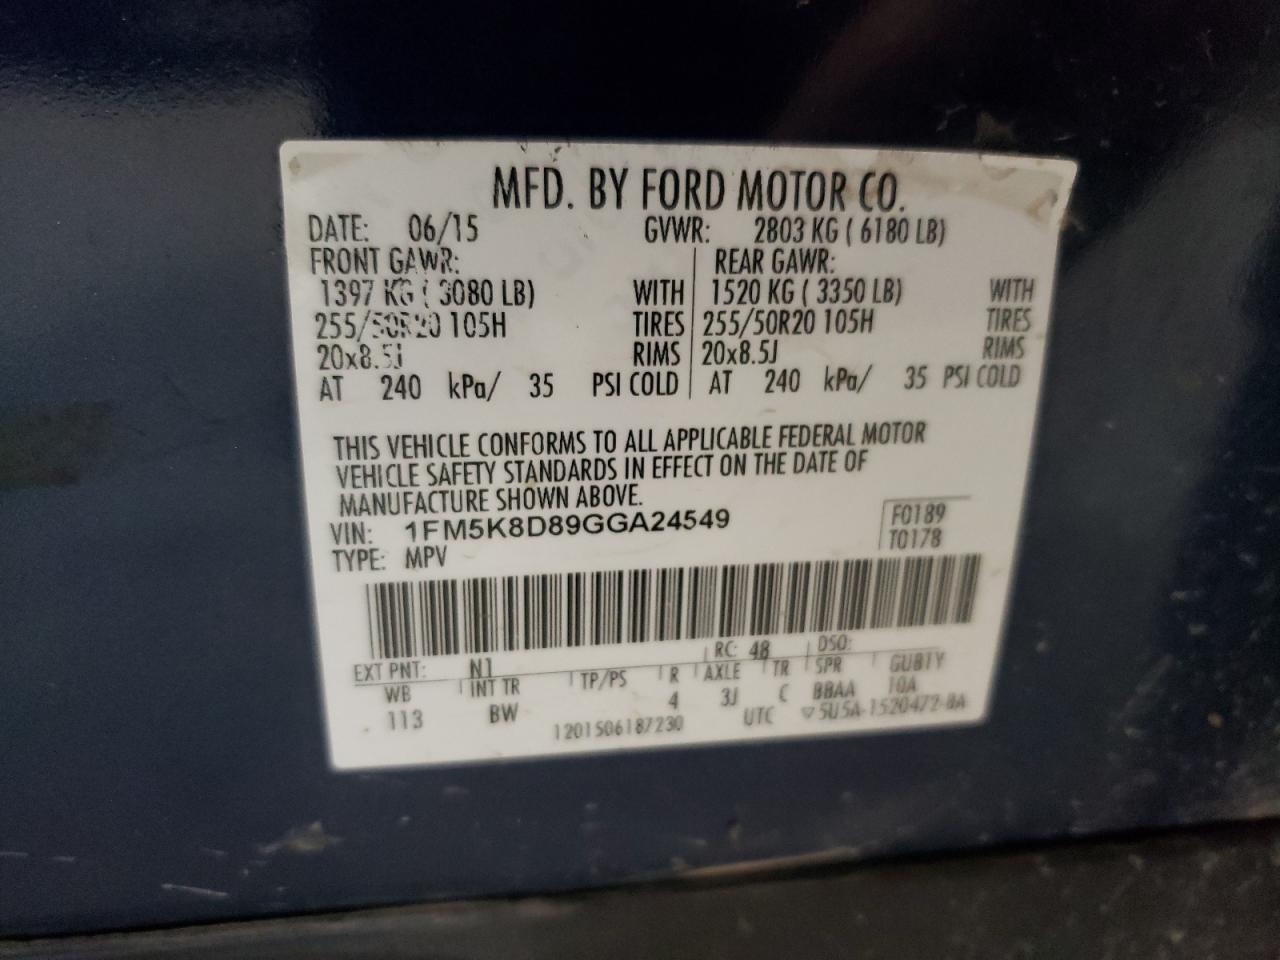 MFD. BY FORD MOTOR CO.
DATE: 06/15 GVWR: 2803 KG ( 6180 LB)
FRONT GAWR: REAR GAWR:
1397 KG ( 3080 LB) WITH 1520 KG ( 3350 LB) WITH
255/50R20 105H TIRES 255/50R20 105H TIRES
20x8.5J RIMS 20x8.5J RIMS
AT 240 kPa/ 35 PSI COLD AT 240 kPa/ 35 PSI COLD
THIS VEHICLE CONFORMS TO ALL APPLICABLE FEDERAL MOTOR
VEHICLE SAFETY STANDARDS IN EFFECT ON THE DATE OF
MANUFACTURE SHOWN ABOVE.
VIN: 1FM5K8D89GGA24549 F0189
TYPE: MPV T0178
EXT PNT: N1 RC: 48 DSO:
WB INT TR TP/PS R AXLE TR SPR GUBTY
113 BW 4 3J C BBAA 10A
1201506187230 UTC ▽5U5A-1520472-BA